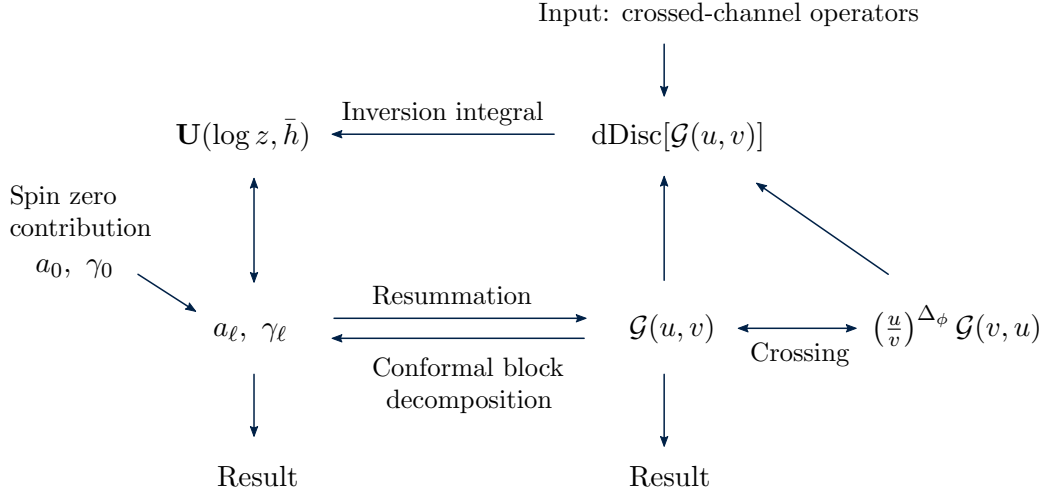 Input: crossed-channel operators
Inversion integral
U(log z, h̄)
dDisc[𝒢(u, v)]
Spin zero
contribution
a₀, γ₀
Resummation
a_ℓ, γ_ℓ
𝒢(u, v)
(u/v)^{Δ_ϕ} 𝒢(v, u)
Crossing
Conformal block
decomposition
Result
Result